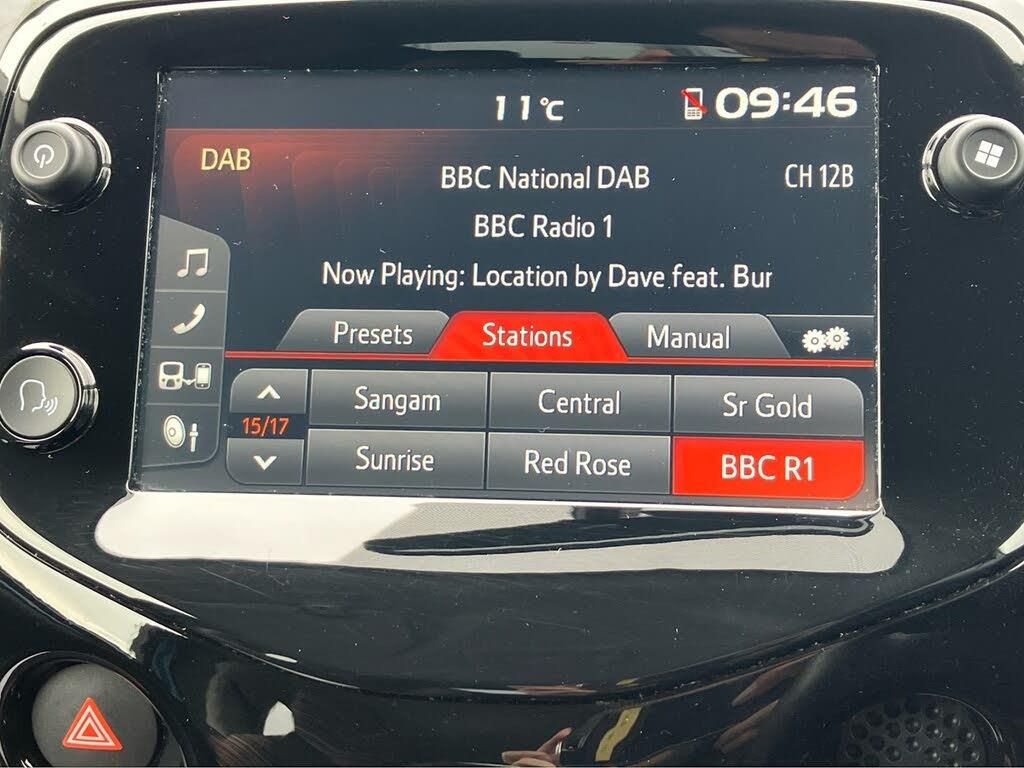 11°C 09:46
DAB
BBC National DAB CH 12B
BBC Radio 1
Now Playing: Location by Dave feat. Bur
Presets Stations Manual
Sangam Central Sr Gold
15/17
Sunrise Red Rose BBC R1